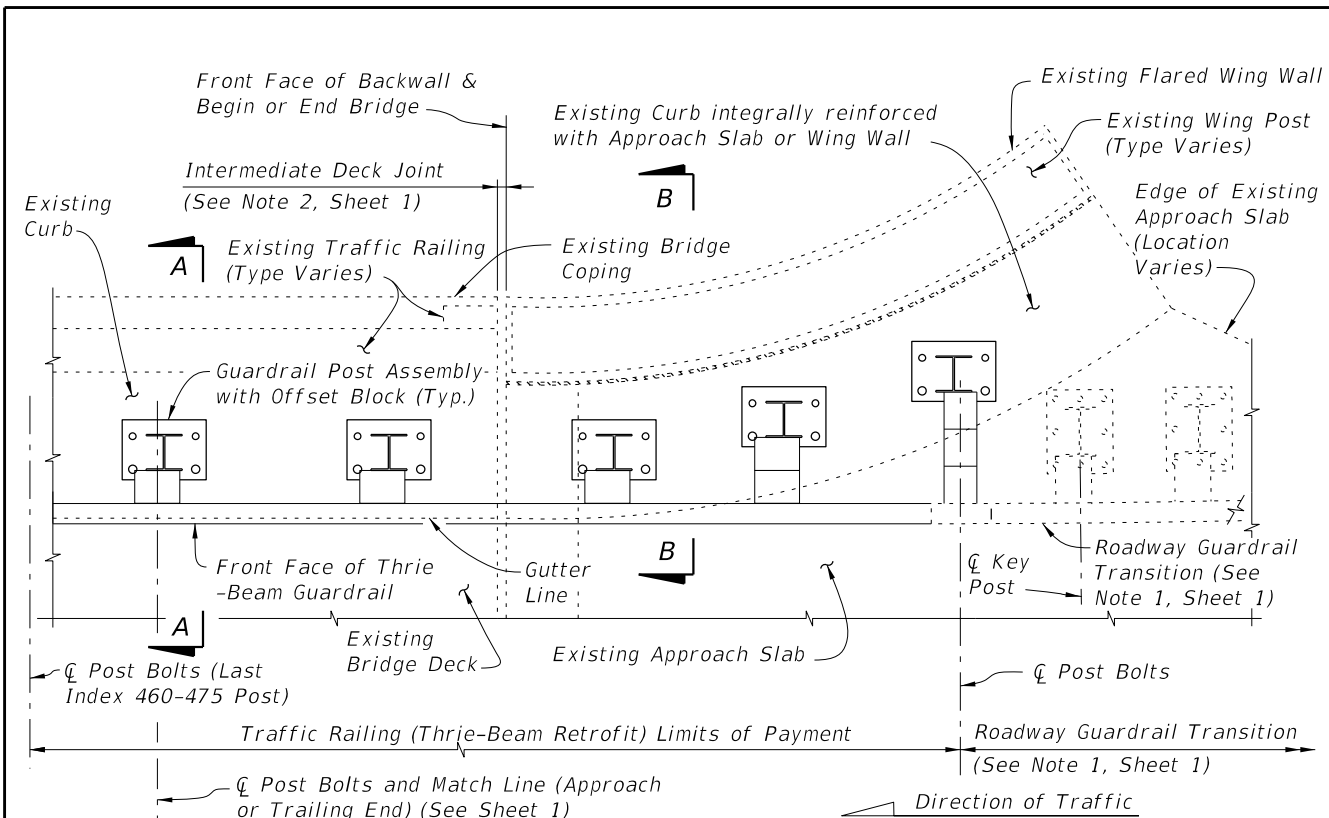 Front Face of Backwall &
Begin or End Bridge
Existing Curb integrally reinforced
with Approach Slab or Wing Wall
Existing Flared Wing Wall
Existing Wing Post
(Type Varies)
Intermediate Deck Joint
(See Note 2, Sheet 1)
B
Existing
Curb
A
Existing Traffic Railing
(Type Varies)
Existing Bridge
Coping
Edge of Existing
Approach Slab
(Location
Varies)
Guardrail Post Assembly
with Offset Block (Typ.)
Front Face of Thrie
-Beam Guardrail
Gutter
Line
B
℄ Key
Post
Roadway Guardrail
Transition (See
Note 1, Sheet 1)
A
Existing
Bridge Deck
Existing Approach Slab
℄ Post Bolts (Last
Index 460-475 Post)
℄ Post Bolts
Traffic Railing (Thrie-Beam Retrofit) Limits of Payment
Roadway Guardrail Transition
(See Note 1, Sheet 1)
℄ Post Bolts and Match Line (Approach
or Trailing End) (See Sheet 1)
Direction of Traffic